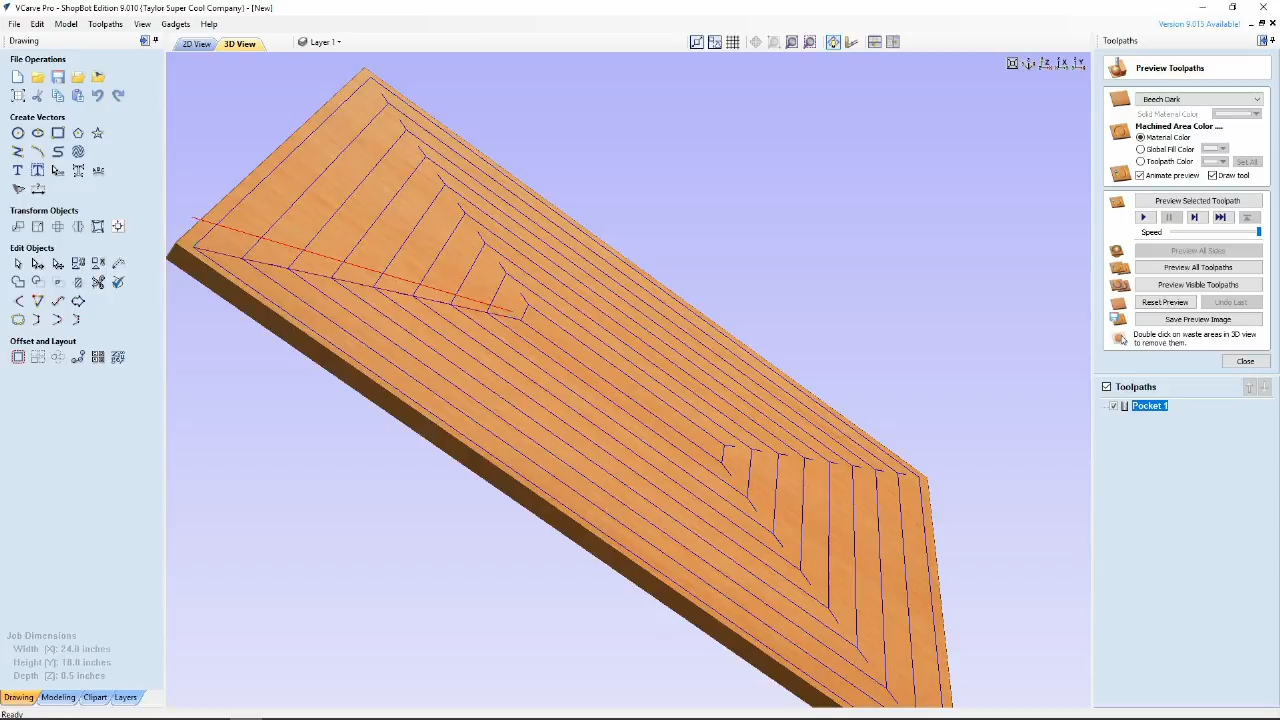 VCarve Pro - ShopBot Edition 9.010 {Taylor Super Cool Company} - [New]
File Edit Model Toolpaths View Gadgets Help
Version 9.015 Available!
Drawing
2D View 3D View Layer 1
Toolpaths
File Operations
Create Vectors
Transform Objects
Edit Objects
Offset and Layout
Job Dimensions
Width [X]: 24.0 inches
Height [Y]: 18.0 inches
Depth [Z]: 0.5 inches
Drawing Modeling Clipart Layers
Ready
Preview Toolpaths
Beech Dark
Solid Material Color
Machined Area Color ....
Material Color
Global Fill Color
Toolpath Color Set All
Animate preview Draw tool
Preview Selected Toolpath
Speed
Preview All Sides
Preview All Toolpaths
Preview Visible Toolpaths
Reset Preview Undo Last
Save Preview Image
Double click on waste areas in 3D view
to remove them.
Close
Toolpaths
Pocket 1